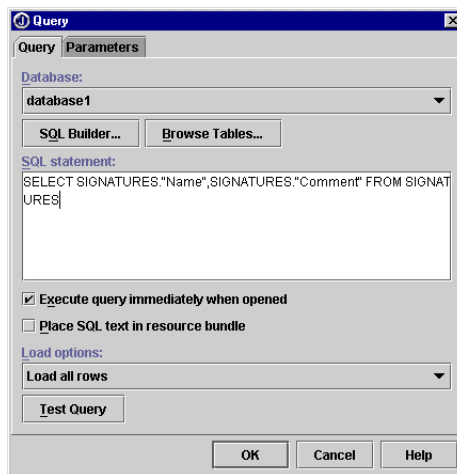 Query
Query Parameters
Database:
database1
SQL Builder... Browse Tables...
SQL statement:
SELECT SIGNATURES."Name",SIGNATURES."Comment" FROM SIGNAT
URES
Execute query immediately when opened
Place SQL text in resource bundle
Load options:
Load all rows
Test Query
OK Cancel Help